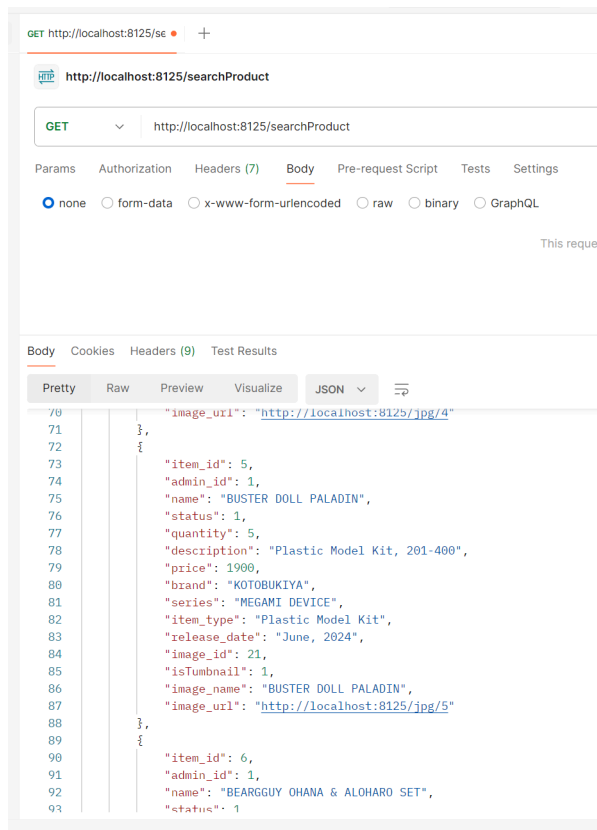 GET http://localhost:8125/se
HTTP http://localhost:8125/searchProduct
GET http://localhost:8125/searchProduct
Params Authorization Headers (7) Body Pre-request Script Tests Settings
none form-data x-www-form-urlencoded raw binary GraphQL
This reque
Body Cookies Headers (9) Test Results
Pretty Raw Preview Visualize JSON
70 "image_url": "http://localhost:8125/jpg/4"
71 },
72 {
73 "item_id": 5,
74 "admin_id": 1,
75 "name": "BUSTER DOLL PALADIN",
76 "status": 1,
77 "quantity": 5,
78 "description": "Plastic Model Kit, 201-400",
79 "price": 1900,
80 "brand": "KOTOBUKIYA",
81 "series": "MEGAMI DEVICE",
82 "item_type": "Plastic Model Kit",
83 "release_date": "June, 2024",
84 "image_id": 21,
85 "isTumbnail": 1,
86 "image_name": "BUSTER DOLL PALADIN",
87 "image_url": "http://localhost:8125/jpg/5"
88 },
89 {
90 "item_id": 6,
91 "admin_id": 1,
92 "name": "BEARGGUY OHANA & ALOHARO SET",
93 "status": 1